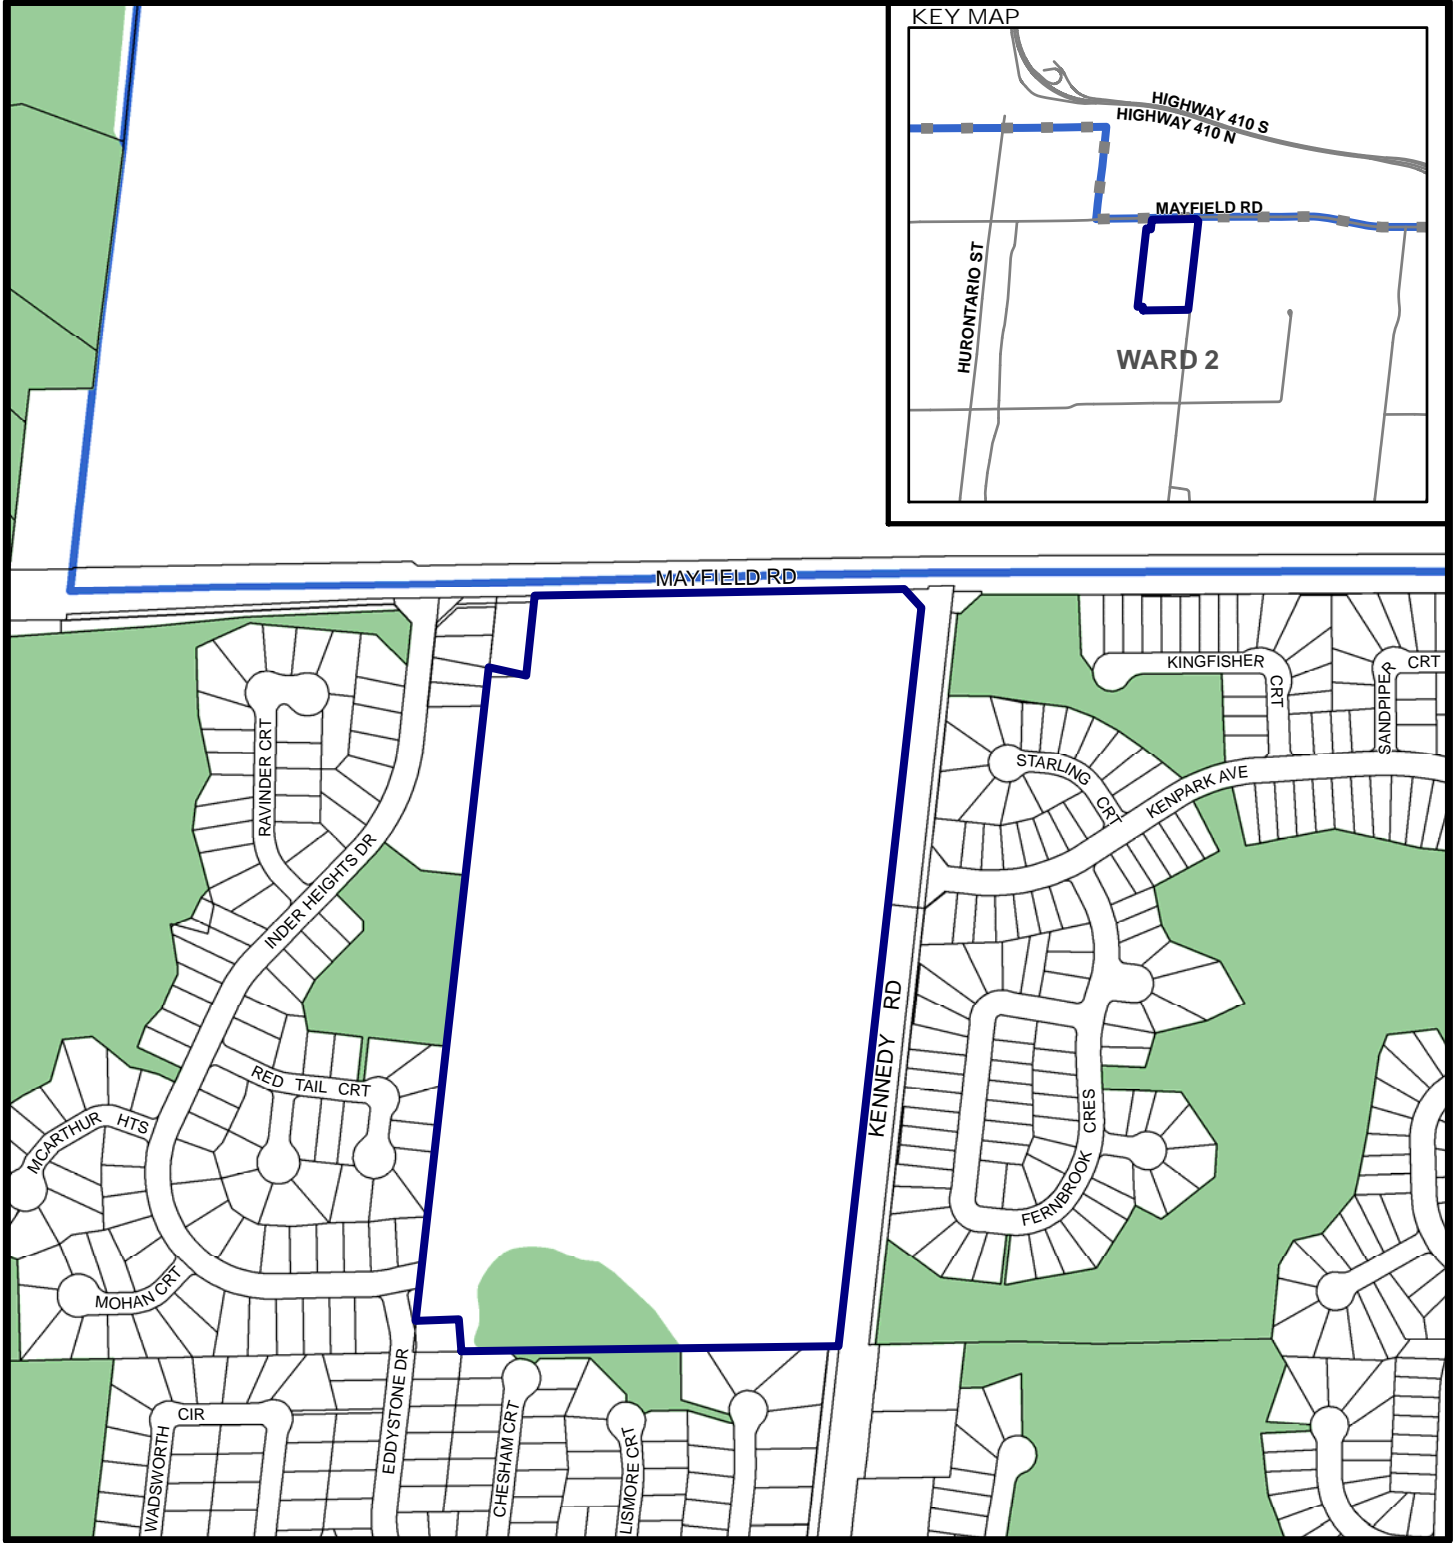 KEY MAP
HIGHWAY 410 S
HIGHWAY 410 N
MAYFIELD RD
HURONTARIO ST
WARD 2
MAYFIELD RD
KINGFISHER
CRT
SANDPIPER
CRT
RAVINDER CRT
STARLING
CRT
KENPARK AVE
INDER HEIGHTS DR
KENNEDY RD
RED TAIL CRT
MCARTHUR HTS
FERNBROOK
CRES
MOHAN CRT
CIR
WADSWORTH
EDDYSTONE DR
CHESHAM CRT
LISMORE CRT